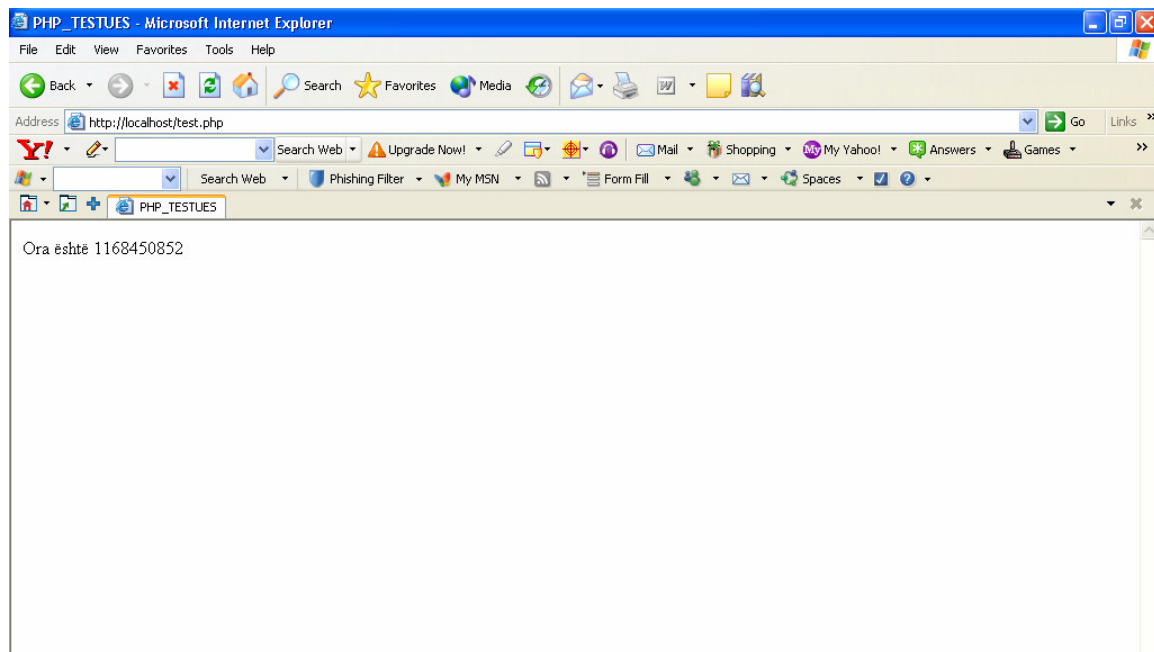 PHP_TESTUES - Microsoft Internet Explorer
File Edit View Favorites Tools Help
Back Search Favorites Media
Address http://localhost/test.php Go Links »
Y! Search Web Upgrade Now! Mail Shopping My My Yahoo! Answers Games »
Search Web Phishing Filter My MSN Form Fill Spaces
PHP_TESTUES
Ora është 1168450852